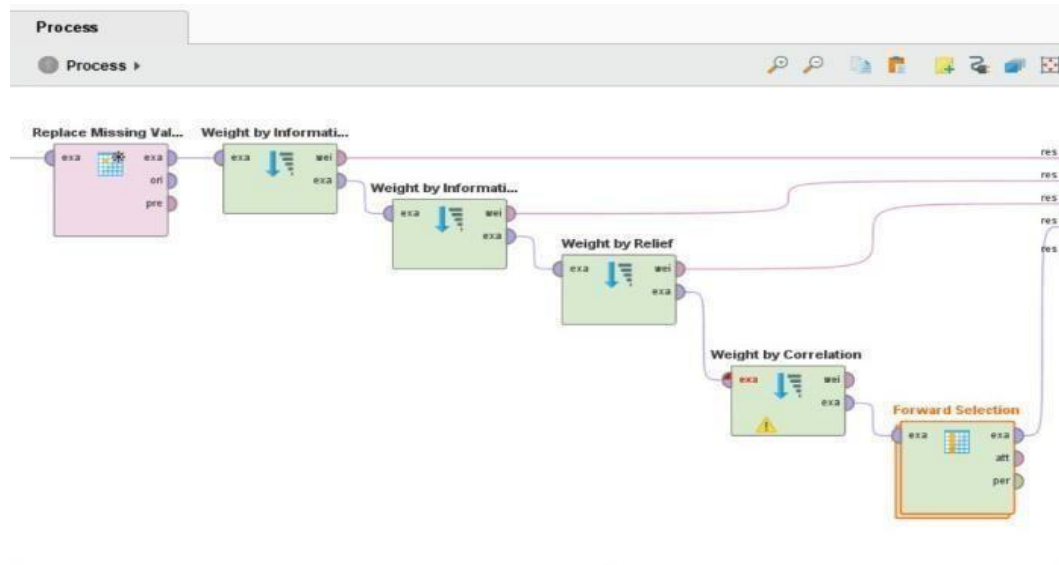 Process
Process
Replace Missing Val...
Weight by Informati...
exa
exa
ori
pre
exa
wei
exa
res
res
res
res
res
Weight by Informati...
exa
wei
exa
Weight by Relief
exa
wei
exa
Weight by Correlation
exa
wei
exa
Forward Selection
exa
exa
att
per